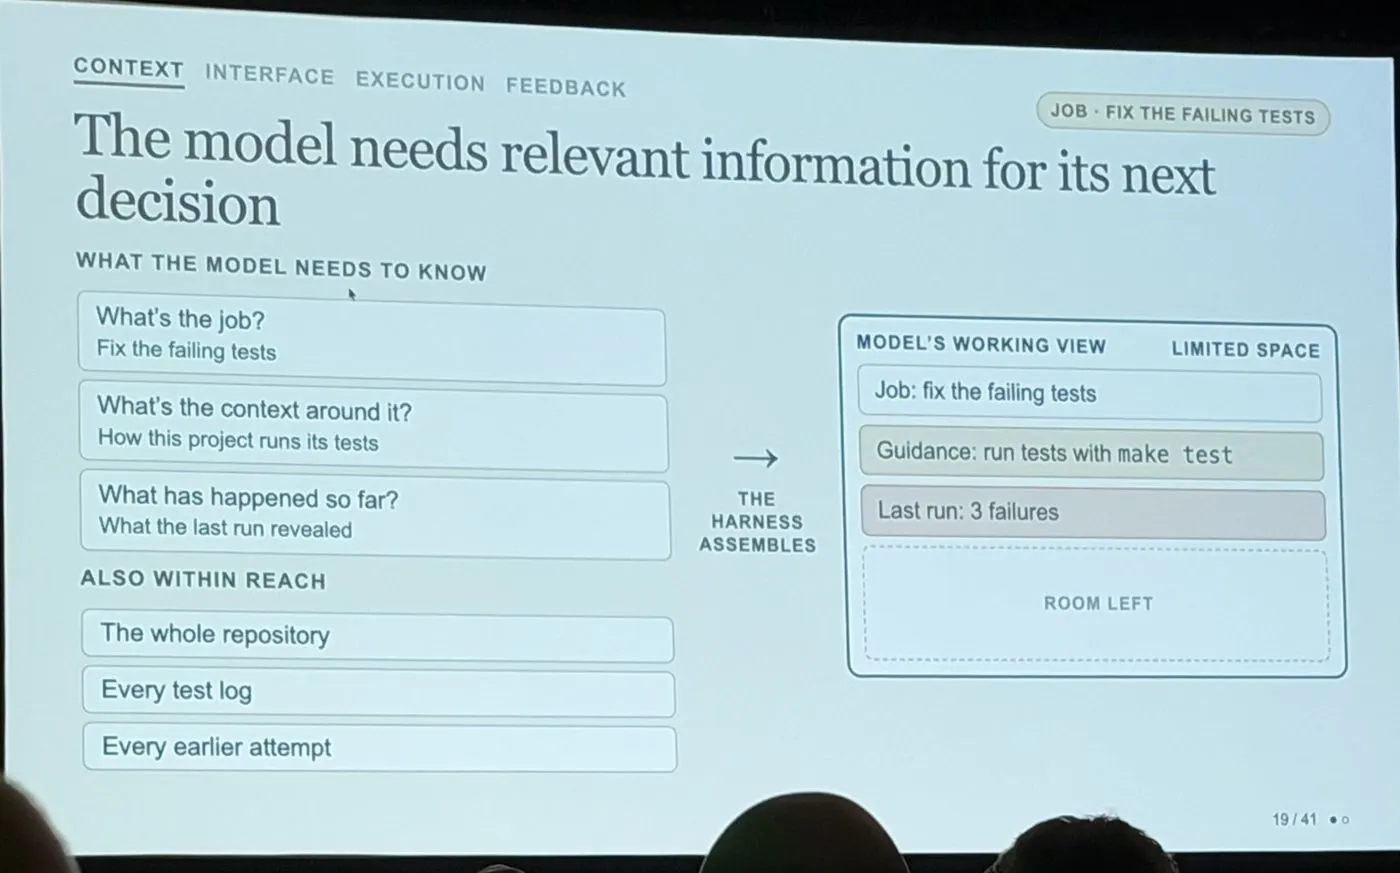 CONTEXT INTERFACE EXECUTION FEEDBACK
JOB · FIX THE FAILING TESTS
The model needs relevant information for its next
decision
WHAT THE MODEL NEEDS TO KNOW
What's the job?
Fix the failing tests
What's the context around it?
How this project runs its tests
What has happened so far?
What the last run revealed
ALSO WITHIN REACH
The whole repository
Every test log
Every earlier attempt
→
THE
HARNESS
ASSEMBLES
MODEL'S WORKING VIEW LIMITED SPACE
Job: fix the failing tests
Guidance: run tests with make test
Last run: 3 failures
ROOM LEFT
19 / 41